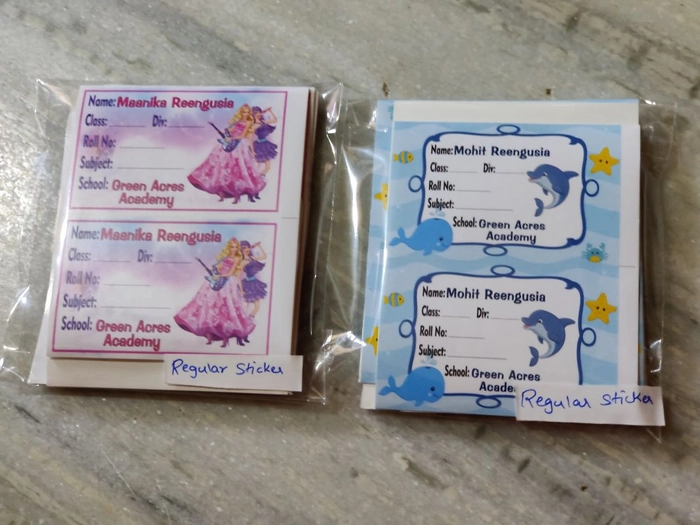 Name: Maanika Reengusia
Class: Div:
Roll No:
Subject:
School: Green Acres
Academy
Name: Maanika Reengusia
Class: Div:
Roll No:
Subject:
School: Green Acres
Academy
Regular Sticker
Name: Mohit Reengusia
Class: Div:
Roll No:
Subject:
School: Green Acres
Academy
Name: Mohit Reengusia
Class: Div:
Roll No:
Subject:
School: Green Acres
Acade
Regular Sticker